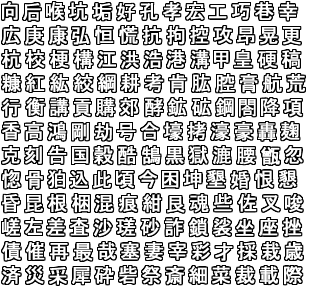 向后喉坑垢好孔孝宏工巧巷幸
広庚康弘恒慌抗拘控攻昂晃更
杭校梗構江洪浩港溝甲皇硬稿
糠紅紘絞綱耕考肯肱腔膏航荒
行衡講貢購郊酵鉱砿鋼閤降項
香高鴻剛劫号合壕拷濠豪轟麹
克刻告国穀酷鵠黒獄漉腰甑忽
惚骨狛込此頃今困坤墾婚恨懇
昏昆根梱混痕紺艮魂些佐叉唆
嵯左差査沙瑳砂詐鎖裟坐座挫
債催再最哉塞妻宰彩才採栽歳
済災采犀砕砦祭斎細菜裁載際